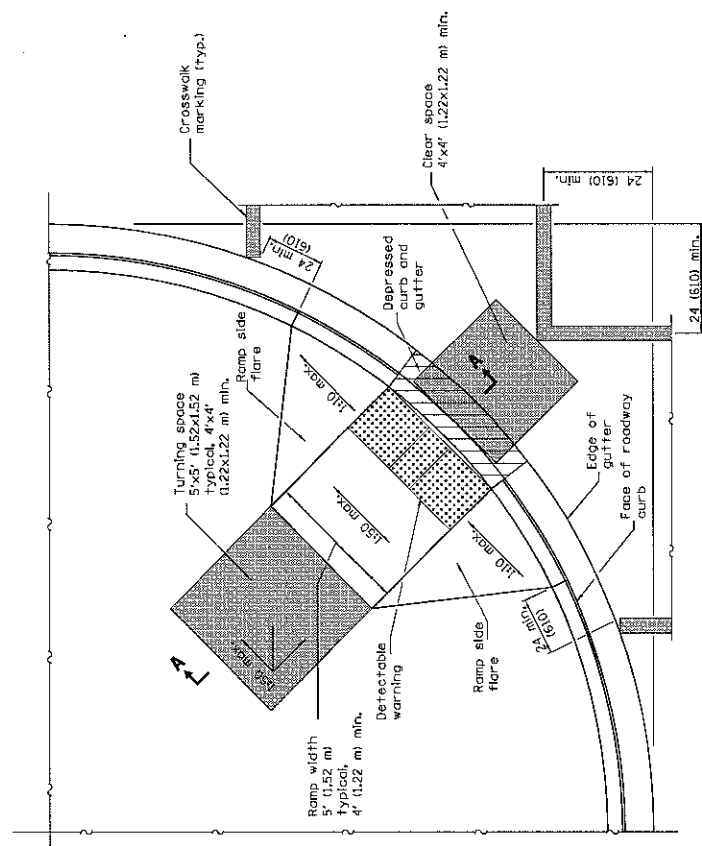 Crosswalk
marking (typ.)
24 min.
(610)
Clear space
4'x4' (1.22x1.22 m) min.
24 (610)
min.
24 (610) min.
Depressed
curb and
gutter
Ramp side
flare
1:10 max.
Turning space
5'x5' (1.52x1.52 m)
typical, 4'x4'
(1.22x1.22 m) min.
A
A
1:50 max.
1:50 max.
1:10 max.
Edge of
gutter
Face of roadway
curb
24 min.
(610)
Ramp side
flare
Detectable
warning
Ramp width
5' (1.52 m)
typical,
4' (1.22 m) min.